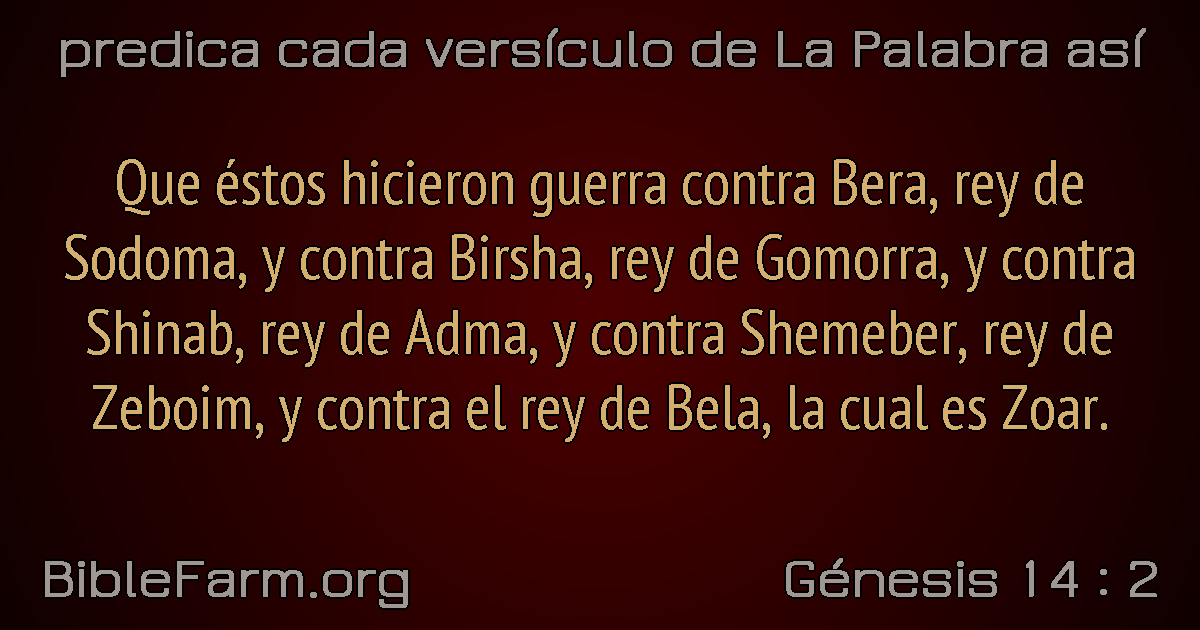 predica cada versículo de La Palabra así
Que éstos hicieron guerra contra Bera, rey de
Sodoma, y contra Birsha, rey de Gomorra, y contra
Shinab, rey de Adma, y contra Shemeber, rey de
Zeboim, y contra el rey de Bela, la cual es Zoar.
BibleFarm.org
Génesis 14 : 2